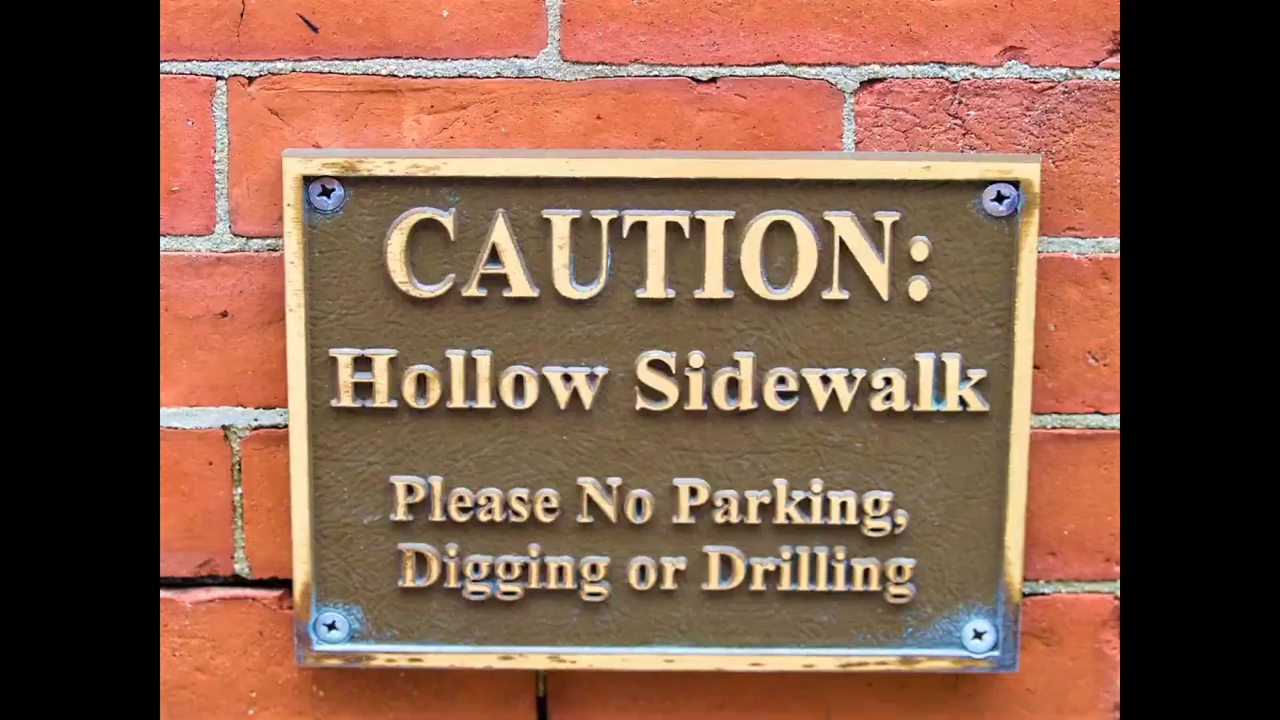 CAUTION:
Hollow Sidewalk
Please No Parking,
Digging or Drilling